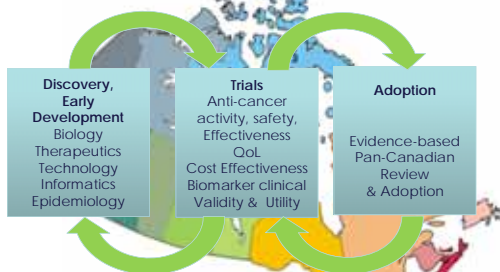 Discovery,
Early
Development
Biology
Therapeutics
Technology
Informatics
Epidemiology
Trials
Anti-cancer
activity, safety,
Effectiveness
QoL
Cost Effectiveness
Biomarker clinical
Validity & Utility
Adoption
Evidence-based
Pan-Canadian
Review
& Adoption